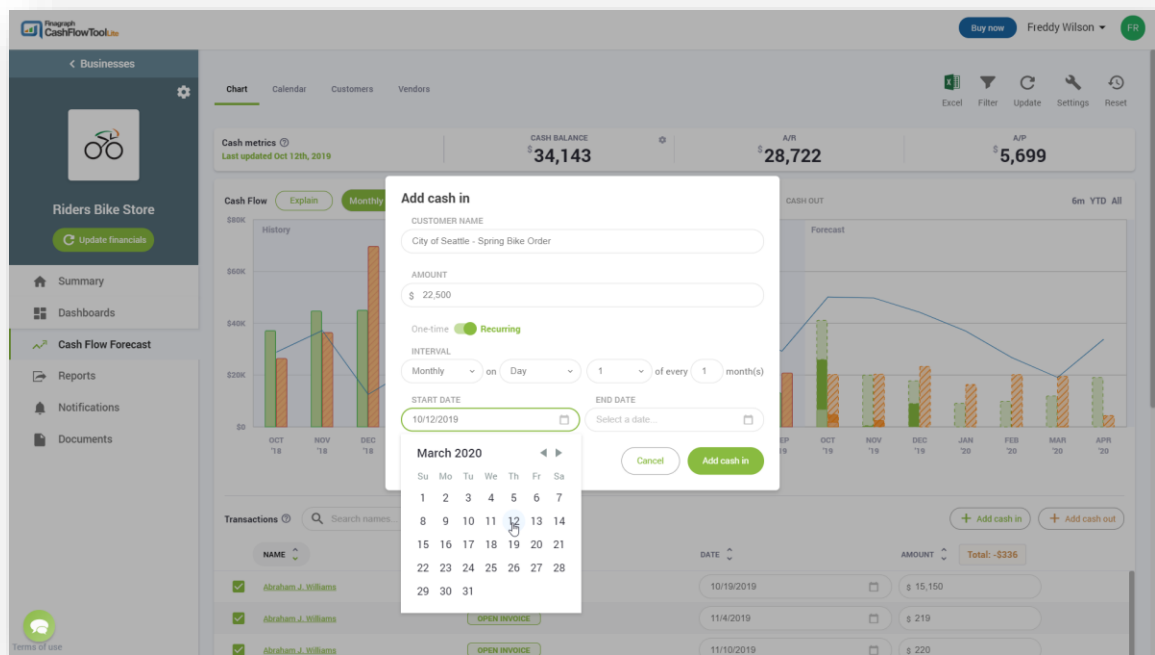 Finagraph
CashFlowToolLite
Buy now
Freddy Wilson
FR
Businesses
Riders Bike Store
Update financials
Summary
Dashboards
Cash Flow Forecast
Reports
Notifications
Documents
Terms of use
Chart Calendar Customers Vendors
Excel Filter Update Settings Reset
Cash metrics
Last updated Oct 12th, 2019
CASH BALANCE
$34,143
A/R
$28,722
A/P
$5,699
Cash Flow Explain Monthly
CASH OUT
6m YTD All
History
Forecast
$80K
$60K
$40K
$20K
$0
OCT '18
NOV '18
DEC '18
OCT '19
NOV '19
DEC '19
JAN '20
FEB '20
MAR '20
APR '20
Add cash in
CUSTOMER NAME
City of Seattle - Spring Bike Order
AMOUNT
$ 22,500
One-time Recurring
INTERVAL
Monthly on Day 1 of every 1 month(s)
START DATE END DATE
10/12/2019 Select a date...
Cancel Add cash in
March 2020
Su Mo Tu We Th Fr Sa
1 2 3 4 5 6 7
8 9 10 11 12 13 14
15 16 17 18 19 20 21
22 23 24 25 26 27 28
29 30 31
Transactions Search names...
+ Add cash in + Add cash out
NAME DATE AMOUNT Total: -$336
Abraham J. Williams 10/19/2019 $ 15,150
Abraham J. Williams OPEN INVOICE 11/4/2019 $ 219
Abraham J. Williams OPEN INVOICE 11/10/2019 $ 220